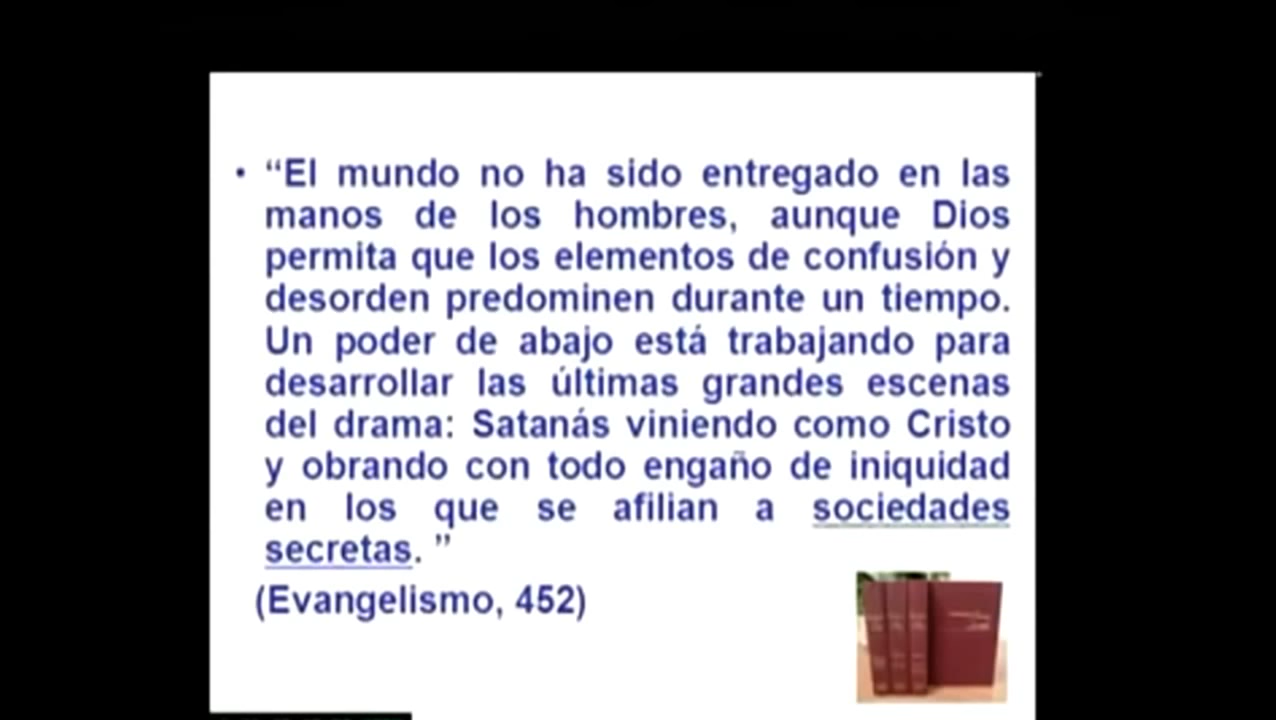 • “El mundo no ha sido entregado en las
manos de los hombres, aunque Dios
permita que los elementos de confusión y
desorden predominen durante un tiempo.
Un poder de abajo está trabajando para
desarrollar las últimas grandes escenas
del drama: Satanás viniendo como Cristo
y obrando con todo engaño de iniquidad
en los que se afilian a sociedades
secretas. ”
(Evangelismo, 452)